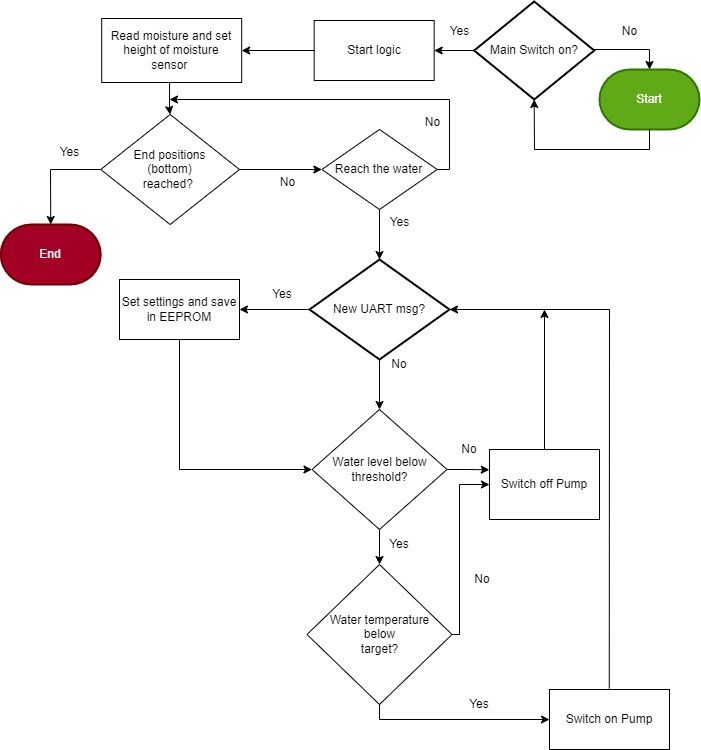 Yes
No
Read moisture and set
height of moisture
sensor
Start logic
Main Switch on?
Start
No
Yes
End positions
(bottom)
reached?
No
Reach the water
Yes
End
Yes
Set settings and save
in EEPROM
New UART msg?
No
Water level below
threshold?
No
Switch off Pump
Yes
No
Water temperature
below
target?
Yes
Switch on Pump